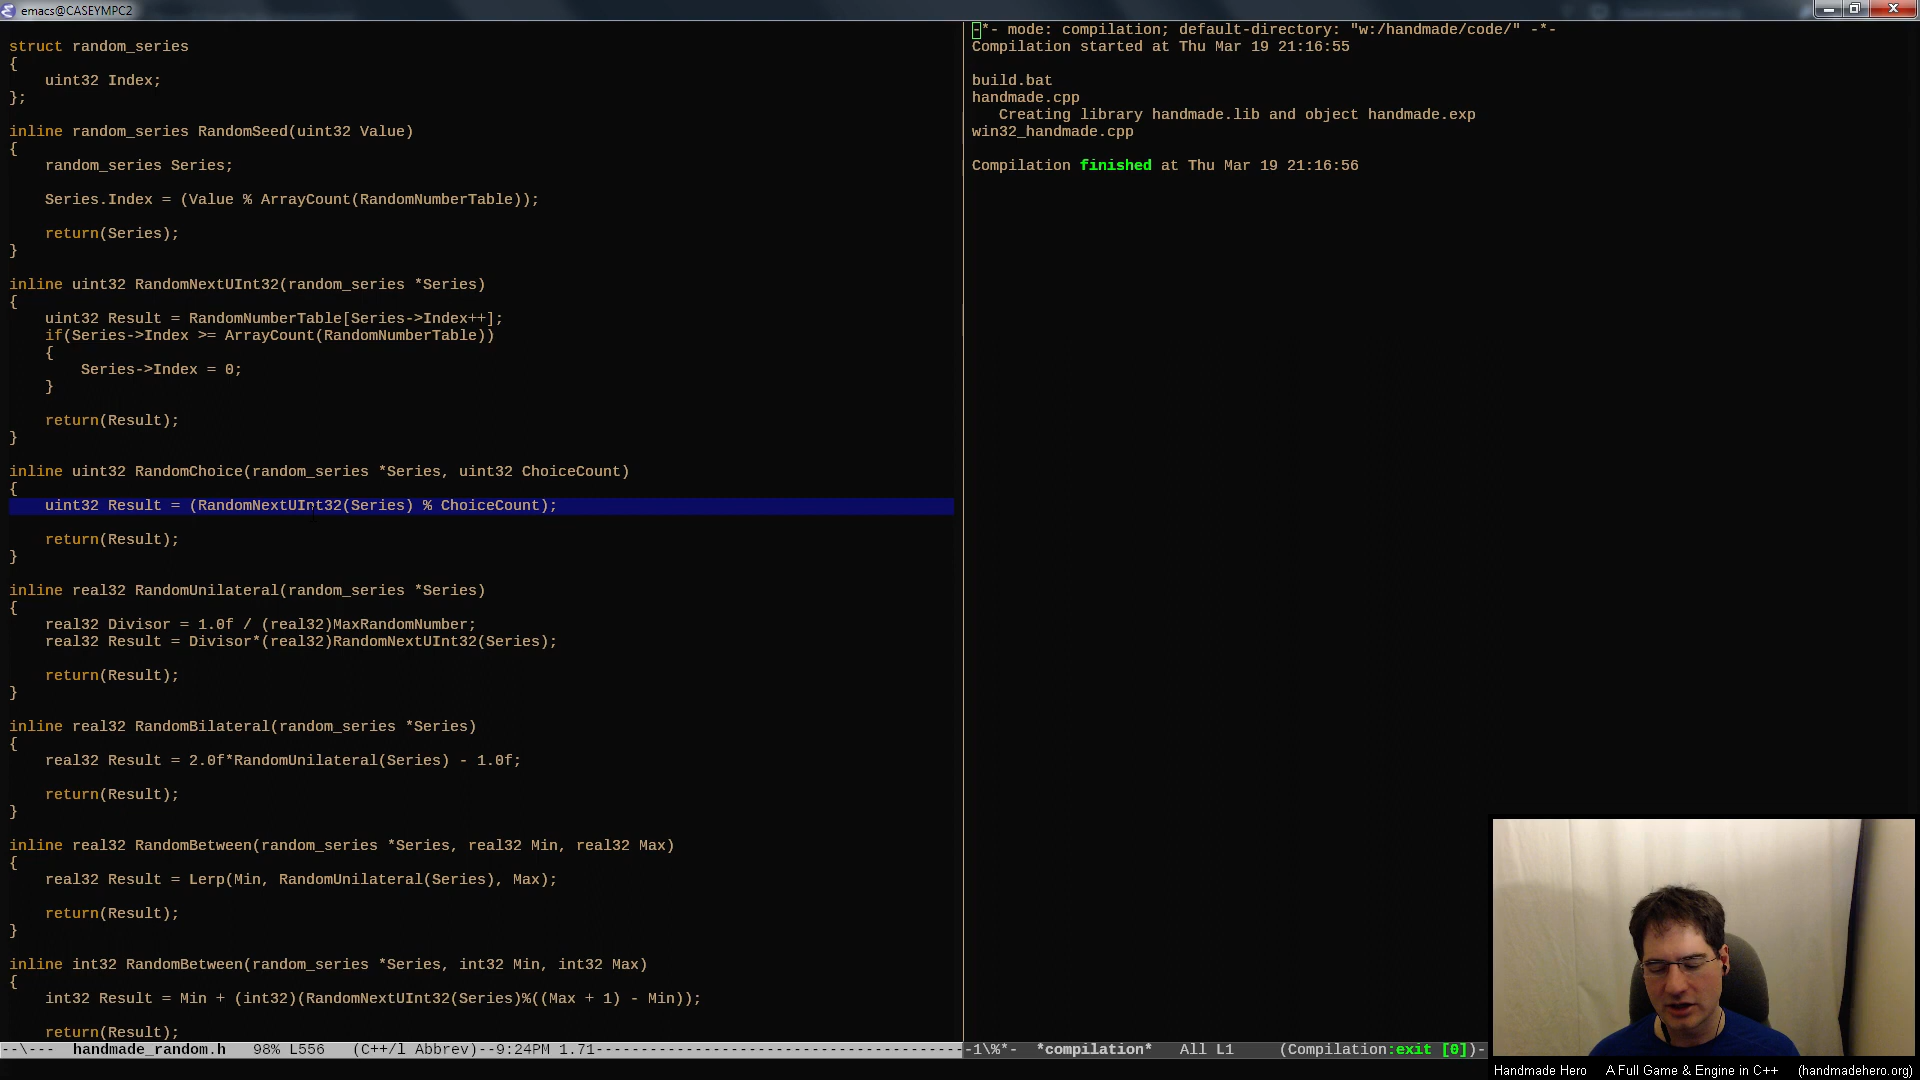 emacs@CASEYMPC2
struct random_series
{
    uint32 Index;
};
inline random_series RandomSeed(uint32 Value)
{
    random_series Series;
    Series.Index = (Value % ArrayCount(RandomNumberTable));
    return(Series);
}
inline uint32 RandomNextUInt32(random_series *Series)
{
    uint32 Result = RandomNumberTable[Series->Index++];
    if(Series->Index >= ArrayCount(RandomNumberTable))
    {
        Series->Index = 0;
    }
    return(Result);
}
inline uint32 RandomChoice(random_series *Series, uint32 ChoiceCount)
{
    uint32 Result = (RandomNextUInt32(Series) % ChoiceCount);
    return(Result);
}
inline real32 RandomUnilateral(random_series *Series)
{
    real32 Divisor = 1.0f / (real32)MaxRandomNumber;
    real32 Result = Divisor*(real32)RandomNextUInt32(Series);
    return(Result);
}
inline real32 RandomBilateral(random_series *Series)
{
    real32 Result = 2.0f*RandomUnilateral(Series) - 1.0f;
    return(Result);
}
inline real32 RandomBetween(random_series *Series, real32 Min, real32 Max)
{
    real32 Result = Lerp(Min, RandomUnilateral(Series), Max);
    return(Result);
}
inline int32 RandomBetween(random_series *Series, int32 Min, int32 Max)
{
    int32 Result = Min + (int32)(RandomNextUInt32(Series)%((Max + 1) - Min));
    return(Result);
--\---  handmade_random.h    98% L556   (C++/l Abbrev)--9:24PM 1.71-----------------------------------------
-*- mode: compilation; default-directory: "w:/handmade/code/" -*-
Compilation started at Thu Mar 19 21:16:55
build.bat
handmade.cpp
   Creating library handmade.lib and object handmade.exp
win32_handmade.cpp
Compilation finished at Thu Mar 19 21:16:56
-1\%*-  *compilation*   All L1     (Compilation:exit [0])-
Handmade Hero    A Full Game & Engine in C++    (handmadehero.org)